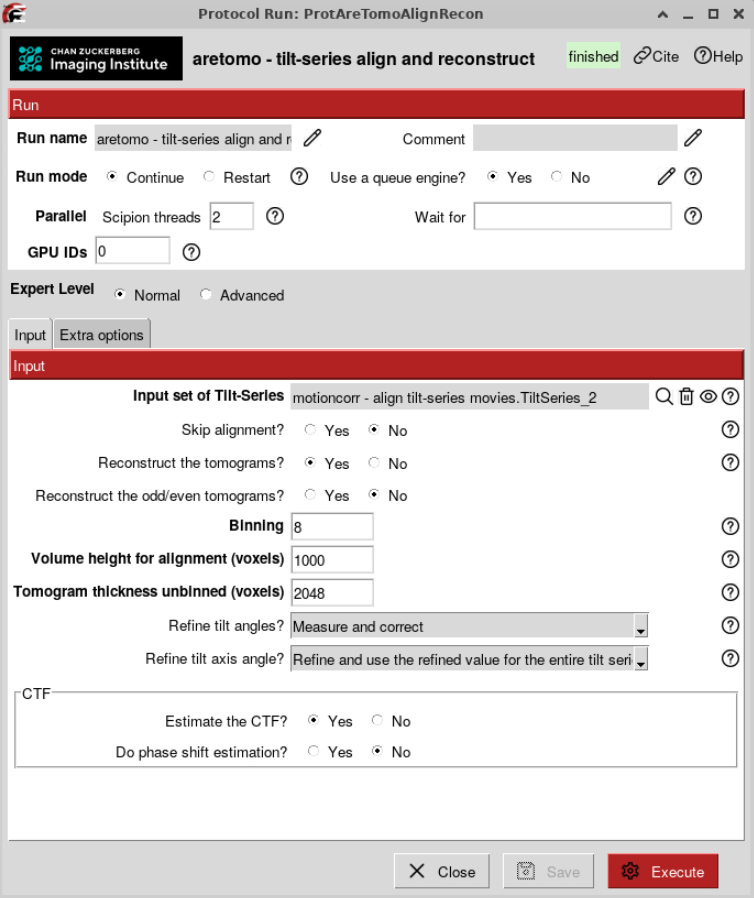 Protocol Run: ProtAreTomoAlignRecon
CHAN ZUCKERBERG
Imaging Institute
aretomo - tilt-series align and reconstruct
finished
Cite
Help
Run
Run name aretomo - tilt-series align and r Comment
Run mode Continue Restart Use a queue engine? Yes No
Parallel Scipion threads 2 Wait for
GPU IDs 0
Expert Level Normal Advanced
Input Extra options
Input
Input set of Tilt-Series motioncorr - align tilt-series movies.TiltSeries_2
Skip alignment? Yes No
Reconstruct the tomograms? Yes No
Reconstruct the odd/even tomograms? Yes No
Binning 8
Volume height for alignment (voxels) 1000
Tomogram thickness unbinned (voxels) 2048
Refine tilt angles? Measure and correct
Refine tilt axis angle? Refine and use the refined value for the entire tilt seri
CTF
Estimate the CTF? Yes No
Do phase shift estimation? Yes No
Close Save Execute